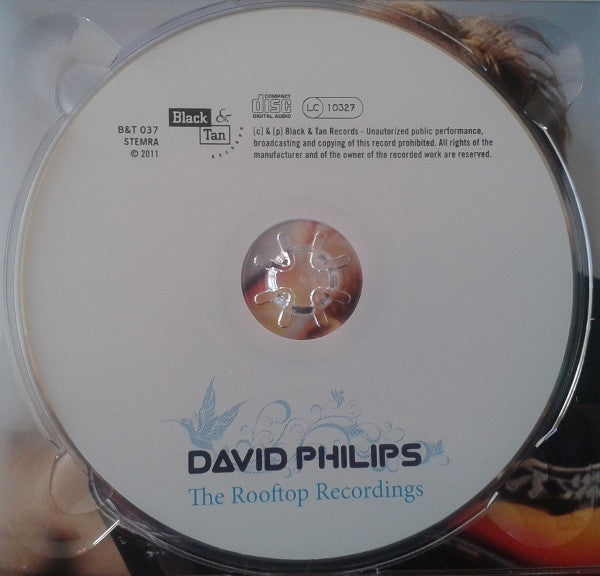 B&T 037
STEMRA
© 2011
Black &
Tan
RECORDS
COMPACT
disc
DIGITAL AUDIO
LC 10327
(c) & (p) Black & Tan Records - Unautorized public performance,
broadcasting and copying of this record prohibited. All rights of the
manufacturer and of the owner of the recorded work are reserved.
DAVID PHILIPS
The Rooftop Recordings